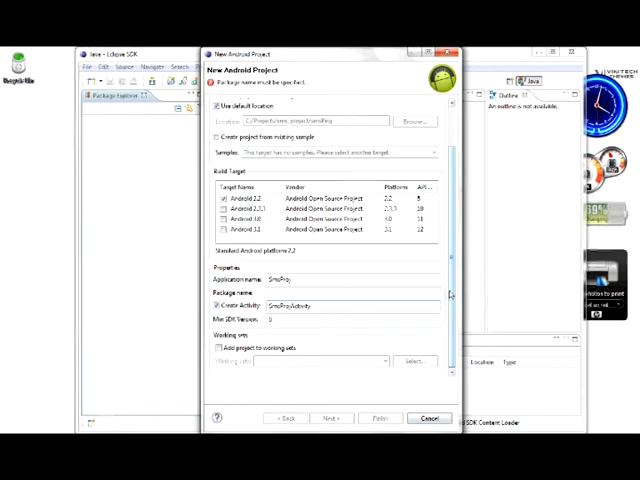 Java - Eclipse SDK
File Edit Source Navigate Search
Package Explorer
New Android Project
New Android Project
Package name must be specified.
Use default location
Location:
Browse...
Create project from existing sample
Samples: This target has no samples. Please select another target.
Build Target
Target Name Vendor Platform API ...
Android 2.2 Android Open Source Project 2.2 8
Android 2.3.3 Android Open Source Project 2.3.3 10
Android 3.0 Android Open Source Project 3.0 11
Android 3.1 Android Open Source Project 3.1 12
Standard Android platform 2.2
Properties
Application name: SmsProj
Package name:
Create Activity: SmsProjActivity
Min SDK Version: 8
Working sets
Add project to working sets
Working sets: Select...
? < Back Next > Finish Cancel
Java
Outline
An outline is not available.
Location Type
SDK Content Loader
VINITECH
THEMES
69%
to print
hp